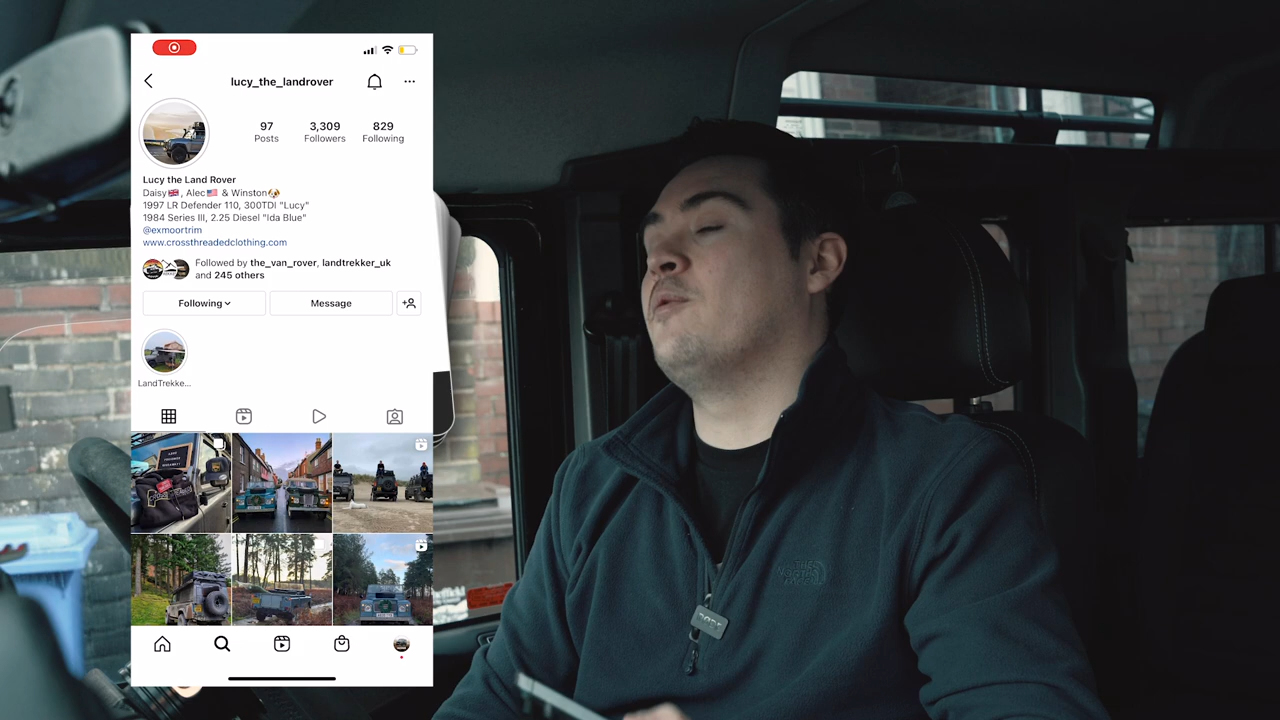 lucy_the_landrover
97
3,309
829
Posts
Followers
Following
Lucy the Land Rover
Daisy🇬🇧, Alec🇺🇸 & Winston🐶
1997 LR Defender 110, 300TDI "Lucy"
1984 Series III, 2.25 Diesel "Ida Blue"
@exmoortrim
www.crossthreadedclothing.com
Followed by the_van_rover, landtrekker_uk
and 245 others
Following
Message
LandTrekke...
THE
NORTH
FACE